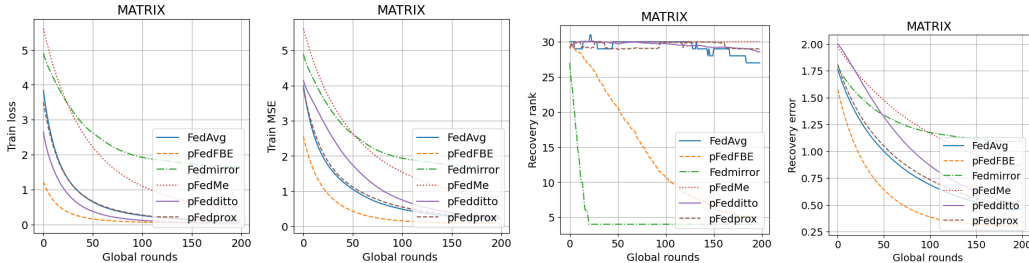 MATRIX
Train loss
5
4
3
2
1
0
FedAvg
pFedFBE
Fedmirror
pFedMe
pFedditto
pFedprox
0
50
100
150
200
Global rounds
MATRIX
Train MSE
5
4
3
2
1
0
FedAvg
pFedFBE
Fedmirror
pFedMe
pFedditto
pFedprox
0
50
100
150
200
Global rounds
MATRIX
Recovery rank
30
25
20
15
10
5
FedAvg
pFedFBE
Fedmirror
pFedMe
pFedditto
pFedprox
0
50
100
150
200
Global rounds
MATRIX
Recovery error
2.00
1.75
1.50
1.25
1.00
0.75
0.50
0.25
FedAvg
pFedFBE
Fedmirror
pFedMe
pFedditto
pFedprox
0
50
100
150
200
Global rounds